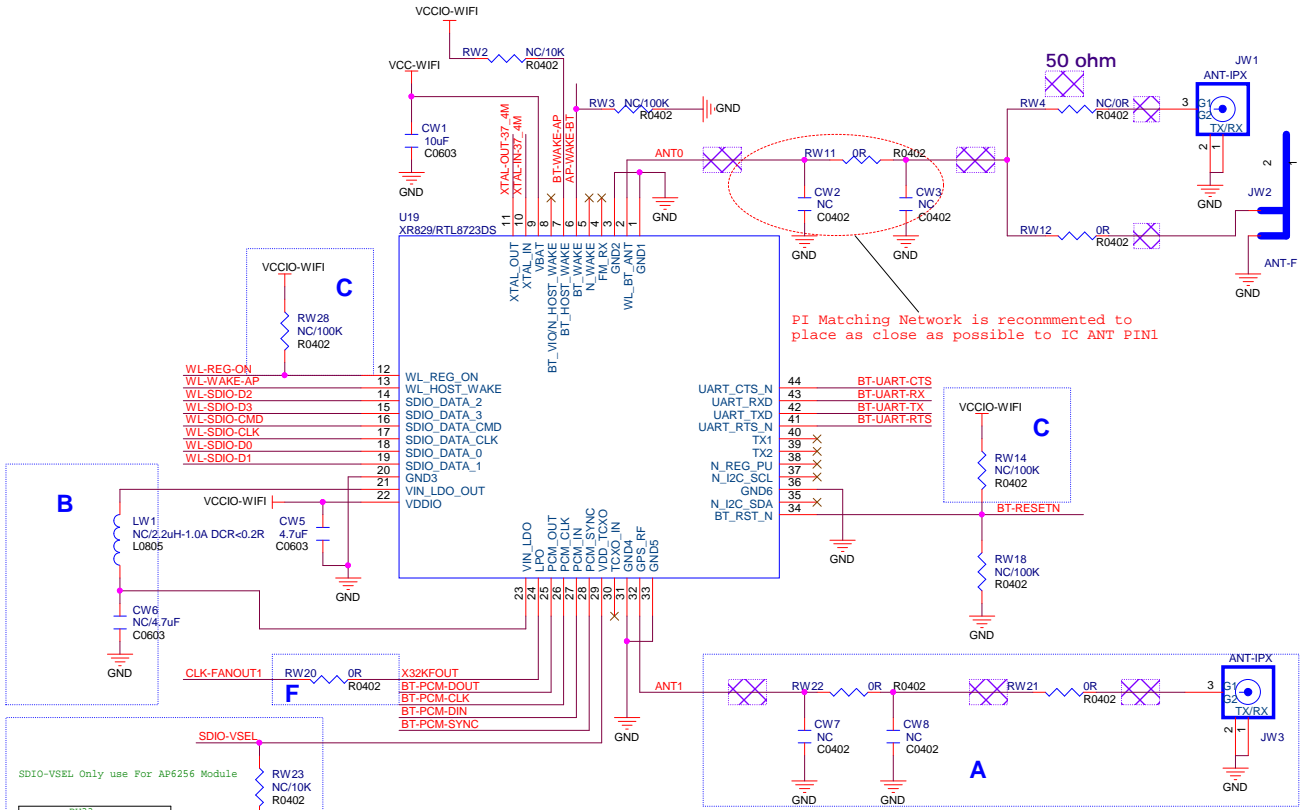 VCCIO-WIFI
RW2 NC/10K
R0402
VCC-WIFI
CW1
10uF
C0603
GND
XTAL-OUT-37_4M
XTAL-IN-37_4M
BT-WAKE-AP
AP-WAKE-BT
RW3 NC/100K
R0402
GND
ANT0
RW11 0R R0402
CW2
NC
C0402
CW3
NC
C0402
GND
GND
GND
50 ohm
RW4 NC/0R
R0402
JW1
ANT-IPX
3
G1
G2
TX/RX
2
1
GND
RW12 0R
R0402
JW2
2
1
ANT-F
GND
PI Matching Network is reconmmented to
place as close as possible to IC ANT PIN1
U19
XR829/RTL8723DS
11
10
9
8
7
6
5
4
3
2
1
XTAL_OUT
XTAL_IN
VBAT
BT_VIO/N_HOST_WAKE
BT_HOST_WAKE
BT_WAKE
N_WAKE
FM_RX
GND2
WL_BT_ANT
GND1
VCCIO-WIFI
C
RW28
NC/100K
R0402
WL-REG-ON 12 WL_REG_ON
WL-WAKE-AP 13 WL_HOST_WAKE
WL-SDIO-D2 14 SDIO_DATA_2
WL-SDIO-D3 15 SDIO_DATA_3
WL-SDIO-CMD 16 SDIO_DATA_CMD
WL-SDIO-CLK 17 SDIO_DATA_CLK
WL-SDIO-D0 18 SDIO_DATA_0
WL-SDIO-D1 19 SDIO_DATA_1
20 GND3
21 VIN_LDO_OUT
VCCIO-WIFI 22 VDDIO
UART_CTS_N 44 BT-UART-CTS
UART_RXD 43 BT-UART-RX
UART_TXD 42 BT-UART-TX
UART_RTS_N 41 BT-UART-RTS
TX1 40
TX2 39
N_REG_PU 38
N_I2C_SCL 37
GND6 36
N_I2C_SDA 35
BT_RST_N 34 BT-RESETN
VCCIO-WIFI
C
RW14
NC/100K
R0402
RW18
NC/100K
R0402
GND
GND
B
LW1
NC/2.2uH-1.0A DCR<0.2R
L0805
CW5
4.7uF
C0603
GND
CW6
NC/4.7uF
C0603
GND
VIN_LDO
LPO
PCM_OUT
PCM_CLK
PCM_IN
PCM_SYNC
VDD_TCXO
TCXO_IN
GND4
GPS_RF
GND5
23
24
25
26
27
28
29
30
31
32
33
CLK-FANOUT1 RW20 0R X32KFOUT
F R0402
BT-PCM-DOUT
BT-PCM-CLK
BT-PCM-DIN
BT-PCM-SYNC
GND
SDIO-VSEL
SDIO-VSEL Only use For AP6256 Module
RW23
NC/10K
R0402
ANT1
RW22 0R R0402
CW7
NC
C0402
CW8
NC
C0402
GND
GND
RW21 0R
R0402
A
ANT-IPX
3
G1
G2
TX/RX
2
1
JW3
GND